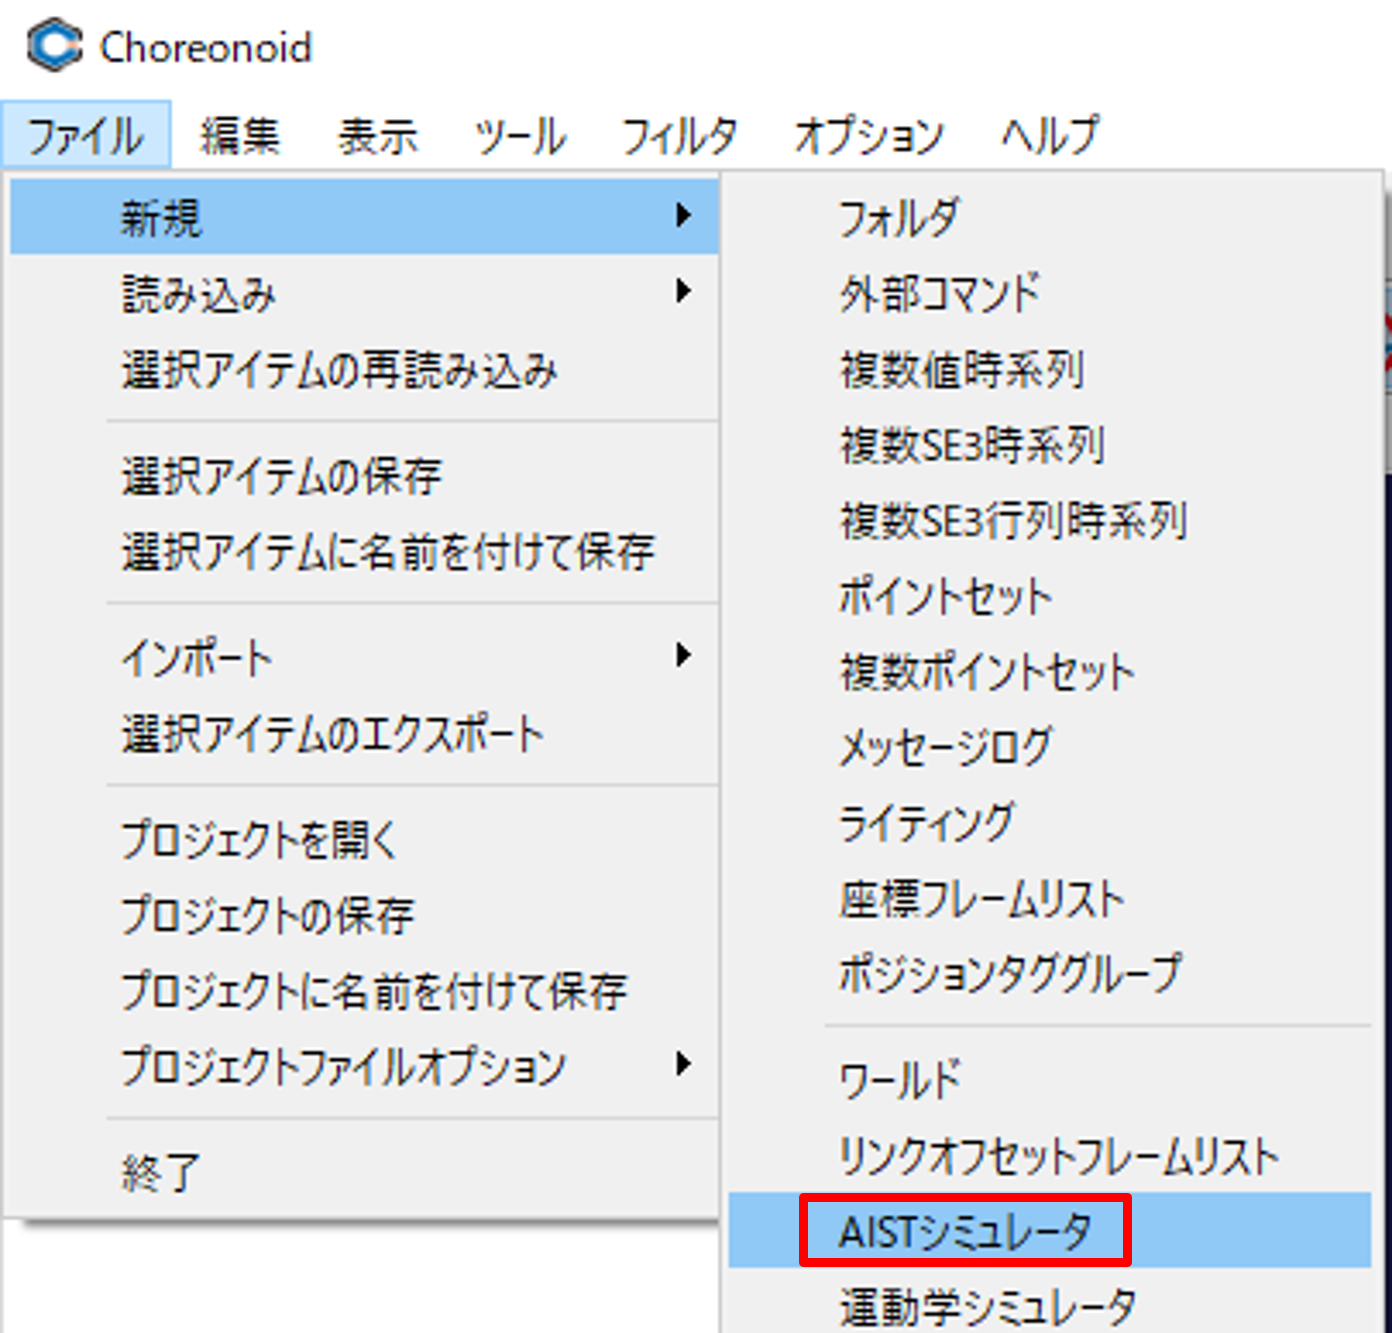 Choreonoid
ファイル 編集 表示 ツール フィルタ オプション ヘルプ
新規
読み込み
選択アイテムの再読み込み
選択アイテムの保存
選択アイテムに名前を付けて保存
インポート
選択アイテムのエクスポート
プロジェクトを開く
プロジェクトの保存
プロジェクトに名前を付けて保存
プロジェクトファイルオプション
終了
フォルダ
外部コマンド
複数値時系列
複数SE3時系列
複数SE3行列時系列
ポイントセット
複数ポイントセット
メッセージログ
ライティング
座標フレームリスト
ポジションタググループ
ワールド
リンクオフセットフレームリスト
AISTシミュレータ
運動学シミュレータ